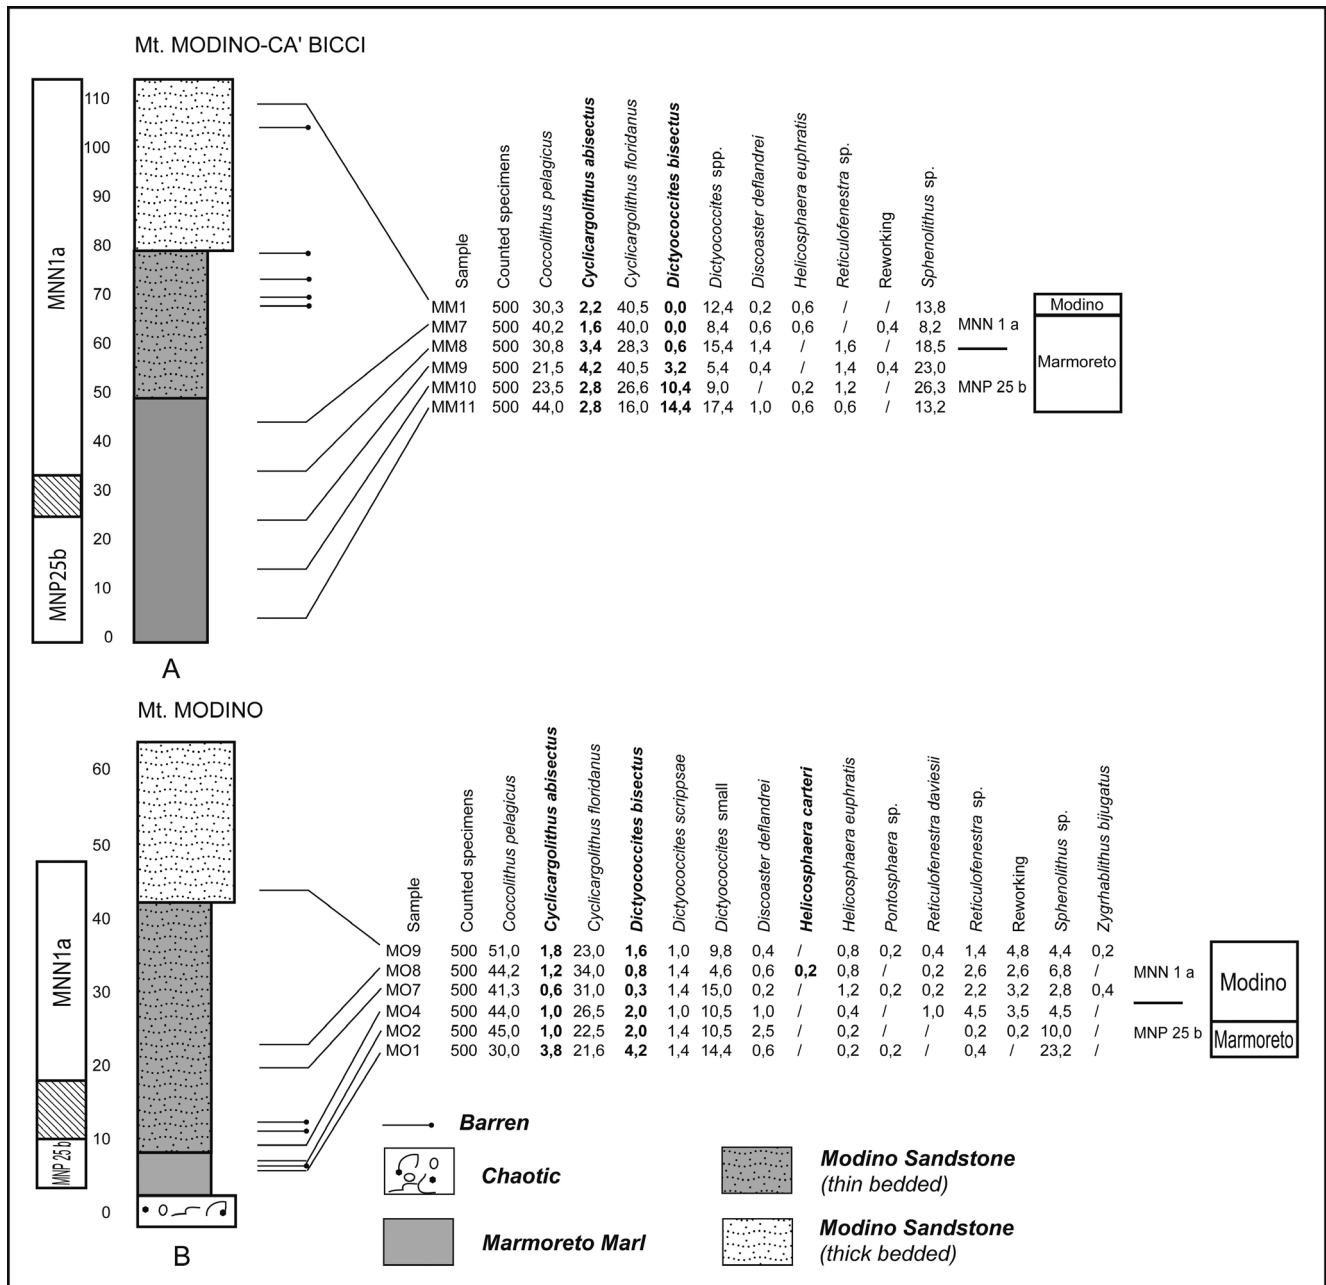 Mt. MODINO-CA' BICCI
MNN1a
MNP25b
110
100
90
80
70
60
50
40
30
20
10
0
A
Sample
Counted specimens
Coccolithus pelagicus
Cyclicargolithus abisectus
Cyclicargolithus floridanus
Dictyococcites bisectus
Dictyococcites spp.
Discoaster deflandrei
Helicosphaera euphratis
Reticulofenestra sp.
Reworking
Sphenolithus sp.
MM1 500 30,3 2,2 40,5 0,0 12,4 0,2 0,6 / / 13,8
MM7 500 40,2 1,6 40,0 0,0 8,4 0,6 0,6 / 0,4 8,2
MM8 500 30,8 3,4 28,3 0,6 15,4 1,4 / 1,6 / 18,5
MM9 500 21,5 4,2 40,5 3,2 5,4 0,4 / 1,4 0,4 23,0
MM10 500 23,5 2,8 26,6 10,4 9,0 / 0,2 1,2 / 26,3
MM11 500 44,0 2,8 16,0 14,4 17,4 1,0 0,6 0,6 / 13,2
MNN 1 a
MNP 25 b
Modino
Marmoreto
Mt. MODINO
MNN1a
MNP 25 b
60
50
40
30
20
10
0
B
Sample
Counted specimens
Coccolithus pelagicus
Cyclicargolithus abisectus
Cyclicargolithus floridanus
Dictyococcites bisectus
Dictyococcites scrippsae
Dictyococcites small
Discoaster deflandrei
Helicosphaera carteri
Helicosphaera euphratis
Pontosphaera sp.
Reticulofenestra daviesii
Reticulofenestra sp.
Reworking
Sphenolithus sp.
Zygrhablithus bijugatus
MO9 500 51,0 1,8 23,0 1,6 1,0 9,8 0,4 / 0,8 0,2 0,4 1,4 4,8 4,4 0,2
MO8 500 44,2 1,2 34,0 0,8 1,4 4,6 0,6 0,2 0,8 / 0,2 2,6 2,6 6,8 /
MO7 500 41,3 0,6 31,0 0,3 1,4 15,0 0,2 / 1,2 0,2 0,2 2,2 3,2 2,8 0,4
MO4 500 44,0 1,0 26,5 2,0 1,0 10,5 1,0 / 0,4 / 1,0 4,5 3,5 4,5 /
MO2 500 45,0 1,0 22,5 2,0 1,4 10,5 2,5 / 0,2 / / 0,2 0,2 10,0 /
MO1 500 30,0 3,8 21,6 4,2 1,4 14,4 0,6 / 0,2 0,2 / 0,4 / 23,2 /
MNN 1 a
MNP 25 b
Modino
Marmoreto
Barren
Chaotic
Marmoreto Marl
Modino Sandstone
(thin bedded)
Modino Sandstone
(thick bedded)